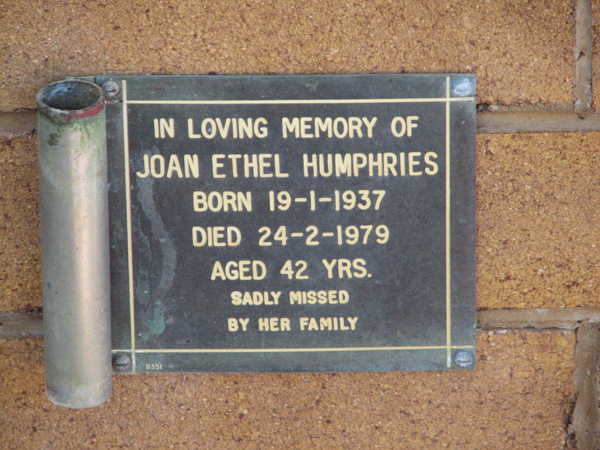 IN LOVING MEMORY OF
JOAN ETHEL HUMPHRIES
BORN 19-1-1937
DIED 24-2-1979
AGED 42 YRS.
SADLY MISSED
BY HER FAMILY